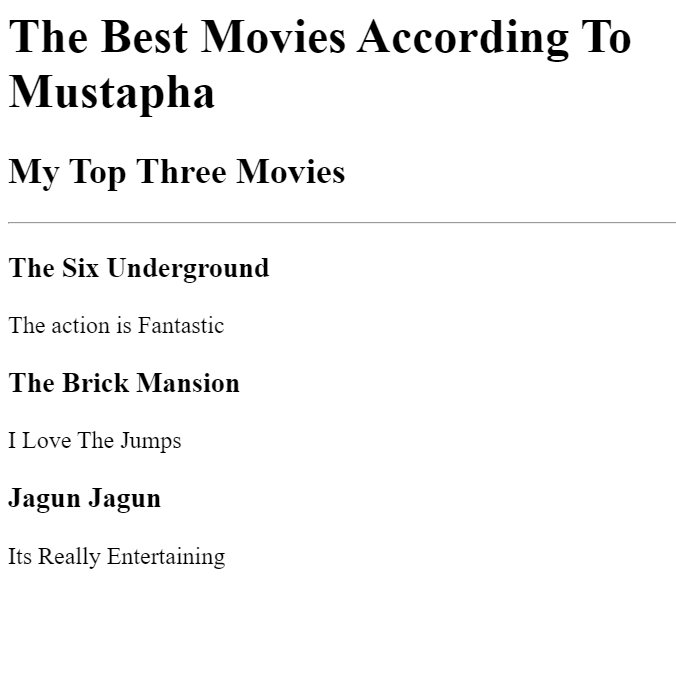 The Best Movies According To
Mustapha
My Top Three Movies
The Six Underground
The action is Fantastic
The Brick Mansion
I Love The Jumps
Jagun Jagun
Its Really Entertaining